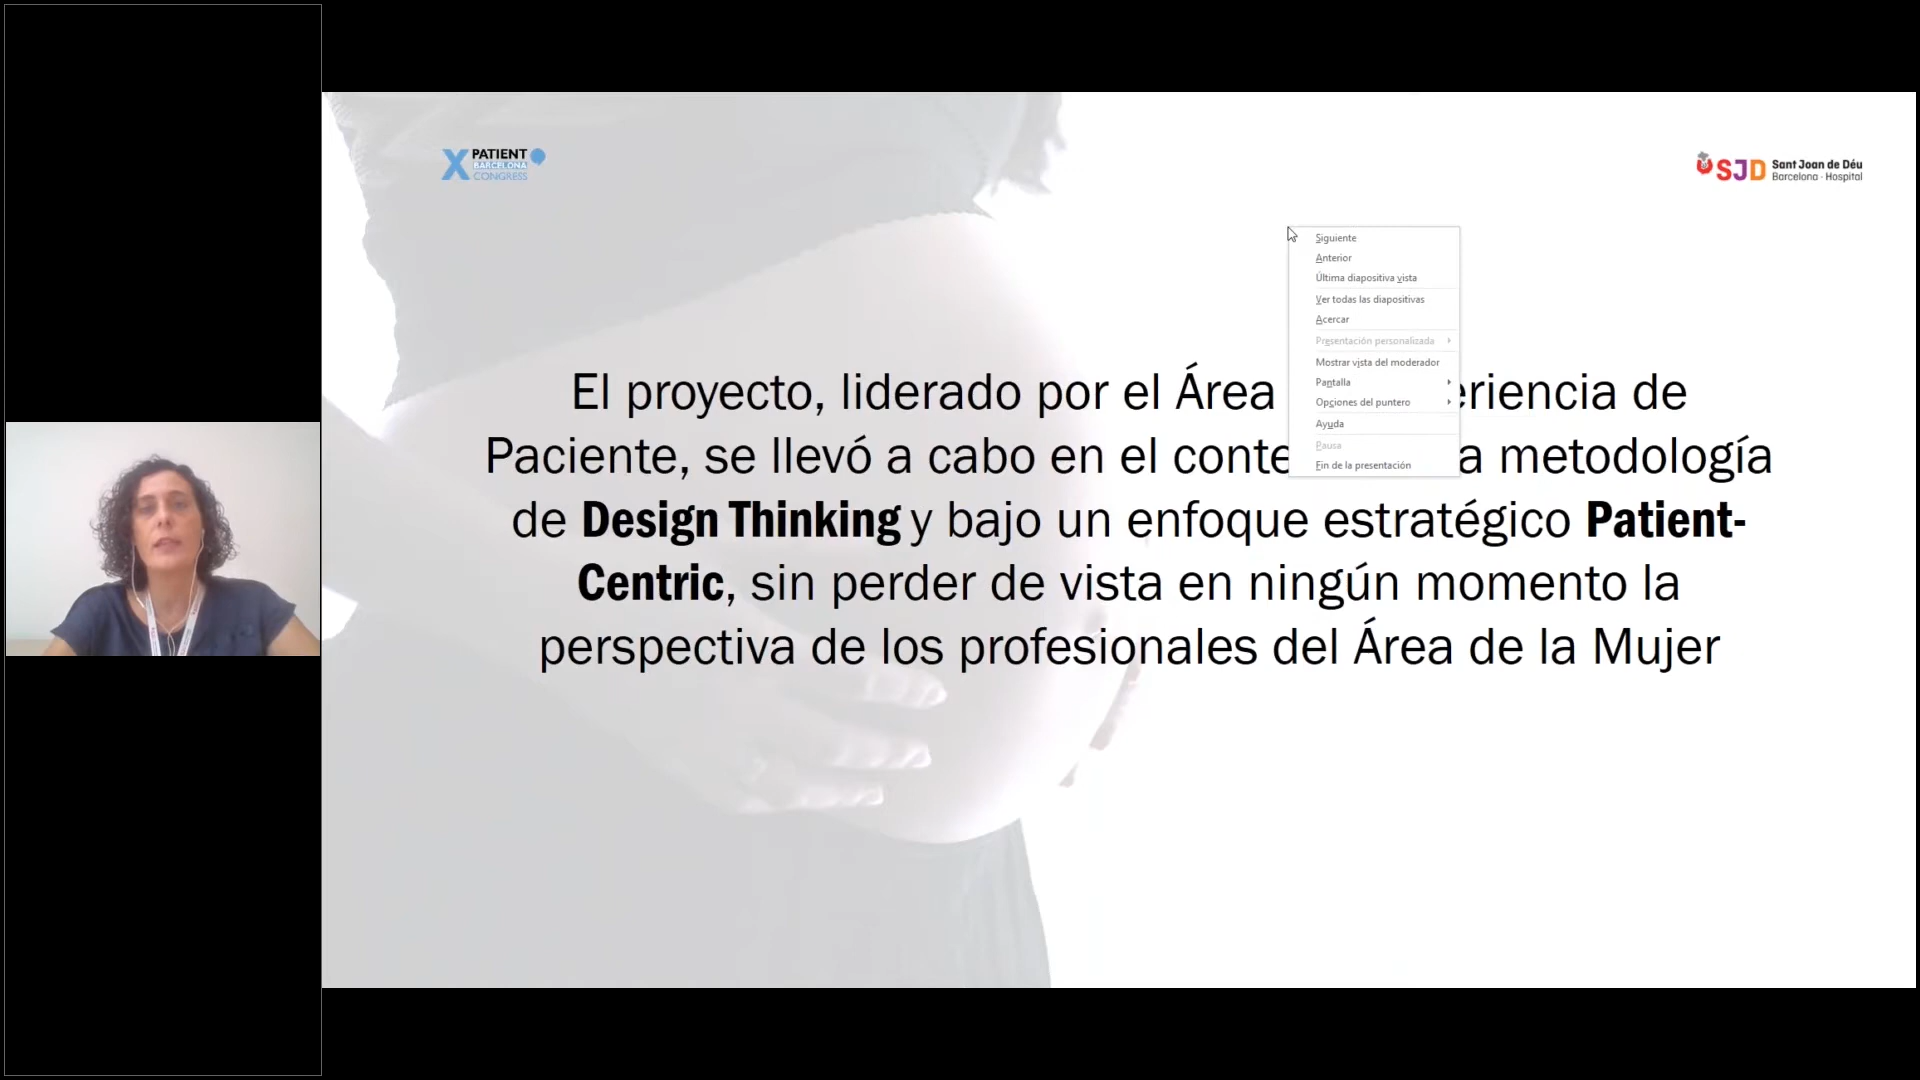 X PATIENT
BARCELONA
CONGRESS
SJD Sant Joan de Déu
Barcelona · Hospital
Siguiente
Anterior
Última diapositiva vista
Ver todas las diapositivas
Acercar
Presentación personalizada
Mostrar vista del moderador
Pantalla
Opciones del puntero
Ayuda
Pausa
Fin de la presentación
El proyecto, liderado por el Área eriencia de
Paciente, se llevó a cabo en el conte a metodología
de Design Thinking y bajo un enfoque estratégico Patient-
Centric, sin perder de vista en ningún momento la
perspectiva de los profesionales del Área de la Mujer